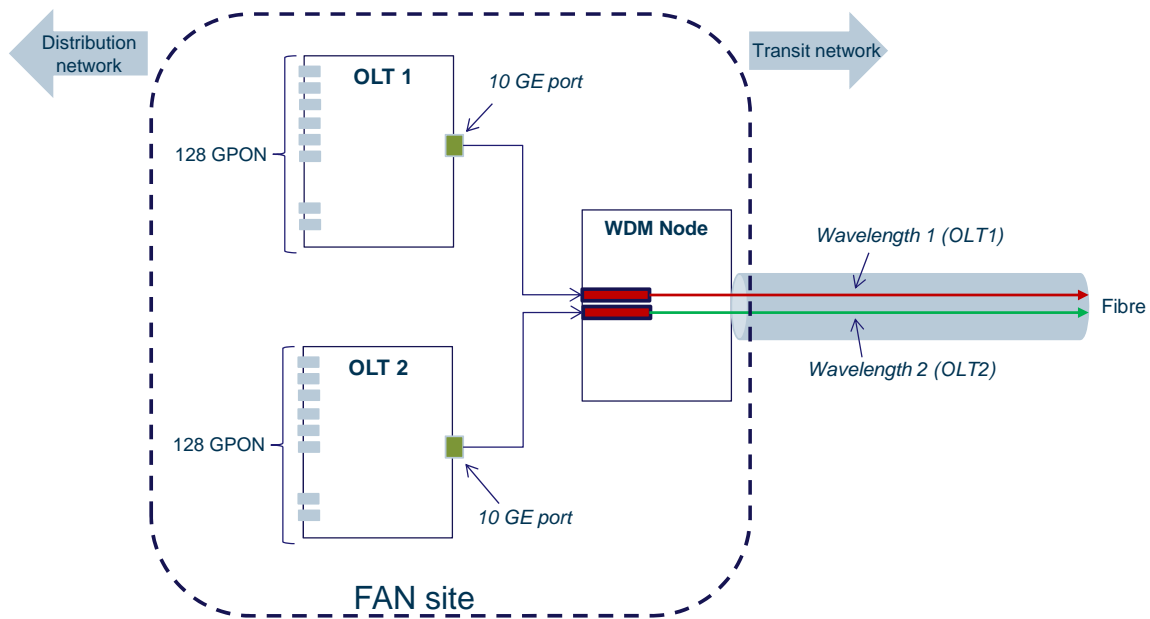 Distribution
network
Transit network
OLT 1
10 GE port
128 GPON
WDM Node
Wavelength 1 (OLT1)
Fibre
Wavelength 2 (OLT2)
OLT 2
128 GPON
10 GE port
FAN site